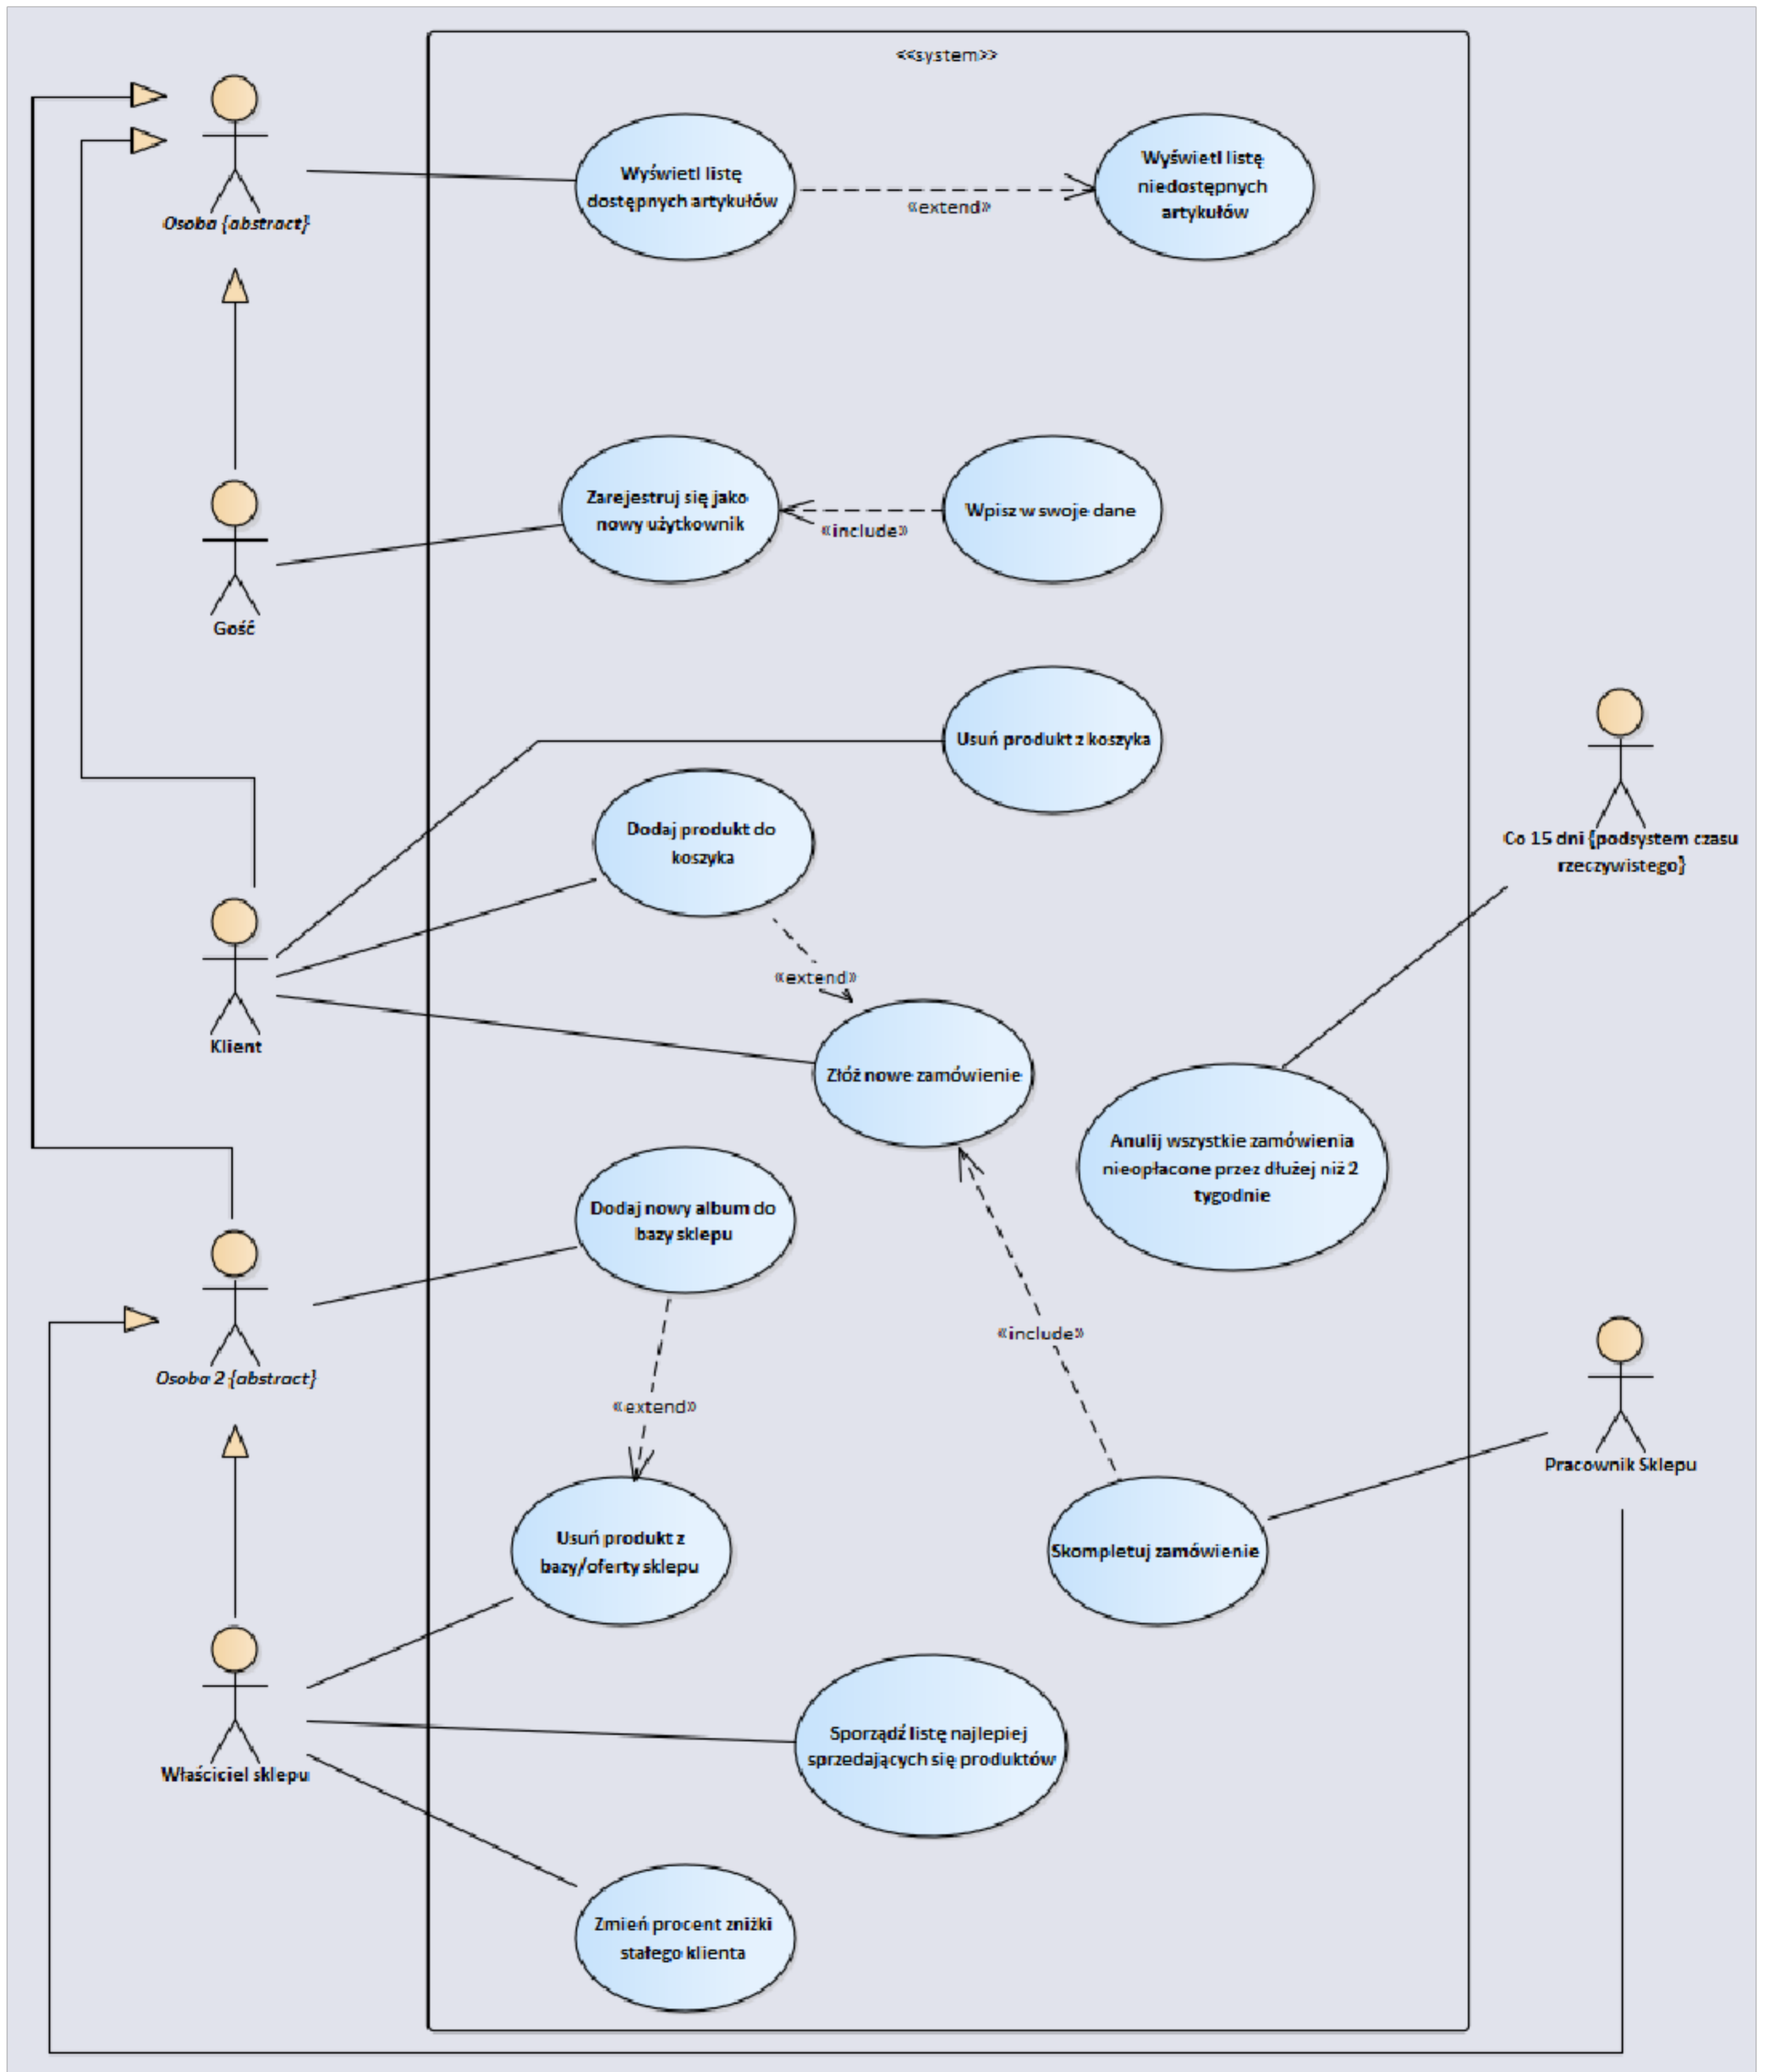 <<system>>
Wyświetl listę
dostępnych artykułów
«extend»
Wyświetl listę
niedostępnych
artykułów
Osoba {abstract}
Zarejestruj się jako
nowy użytkownik
«include»
Wpisz w swoje dane
Gość
Usuń produkt z koszyka
Dodaj produkt do
koszyka
Co 15 dni {podsystem czasu
rzeczywistego}
«extend»
Klient
Złóż nowe zamówienie
Anulij wszystkie zamówienia
nieopłacone przez dłużej niż 2
tygodnie
Dodaj nowy album do
bazy sklepu
«include»
Osoba 2 {abstract}
«extend»
Pracownik Sklepu
Usuń produkt z
bazy/oferty sklepu
Skompletuj zamówienie
Sporządź listę najlepiej
sprzedających się produktów
Właściciel sklepu
Zmień procent zniżki
stałego klienta